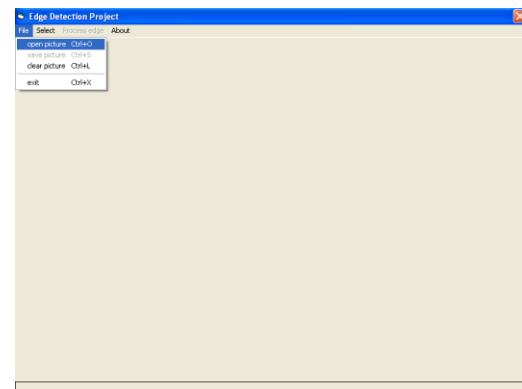 Edge Detection Project
File Select Process edge About
open picture Ctrl+O
save picture Ctrl+S
clear picture Ctrl+L
exit Ctrl+X